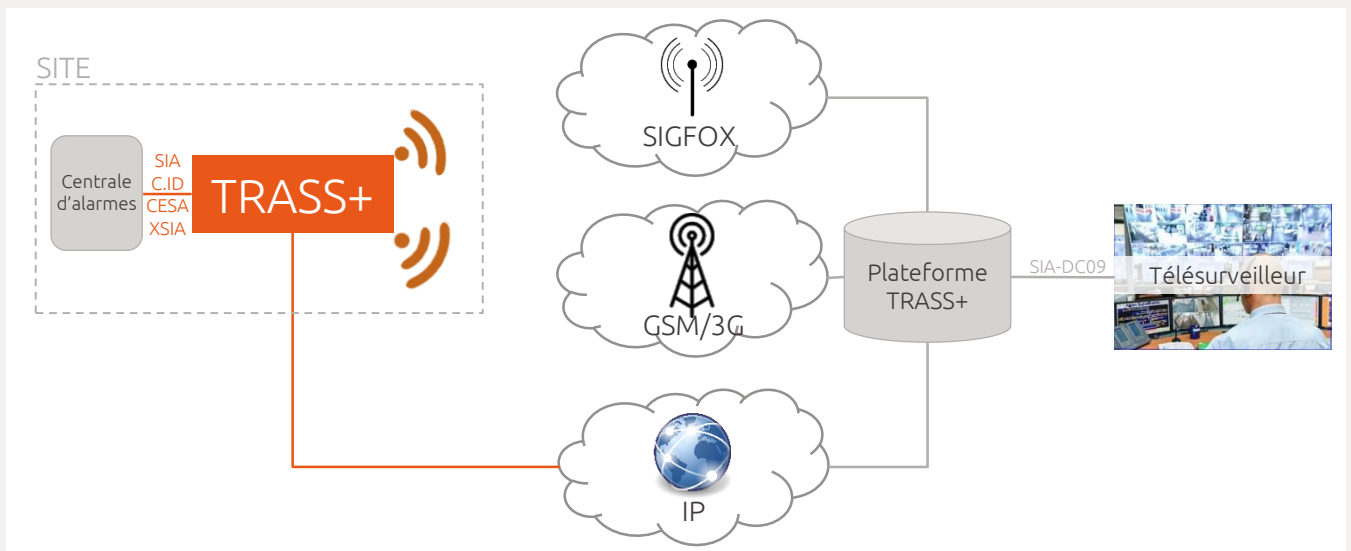 SITE
Centrale
d'alarmes
SIA
C.ID
CESA
XSIA
TRASS+
SIGFOX
GSM/3G
IP
Plateforme
TRASS+
SIA-DC09
Télésurveilleur